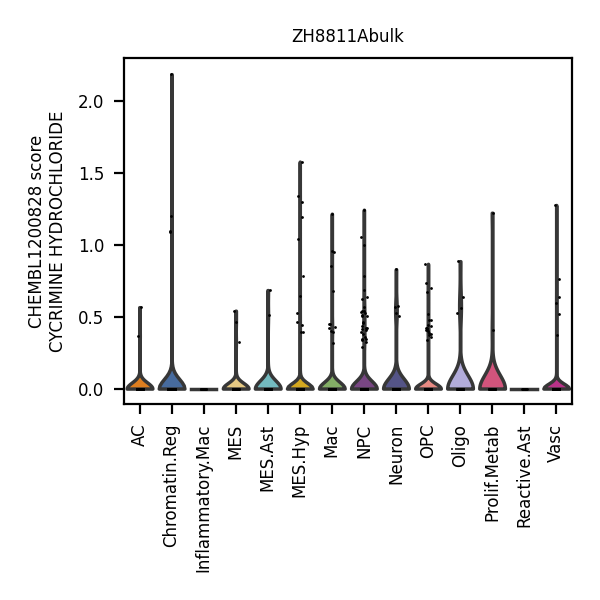 ZH8811Abulk
CHEMBL1200828 score
CYCRIMINE HYDROCHLORIDE
2.0
1.5
1.0
0.5
0.0
AC
Chromatin.Reg
Inflammatory.Mac
MES
MES.Ast
MES.Hyp
Mac
NPC
Neuron
OPC
Oligo
Prolif.Metab
Reactive.Ast
Vasc